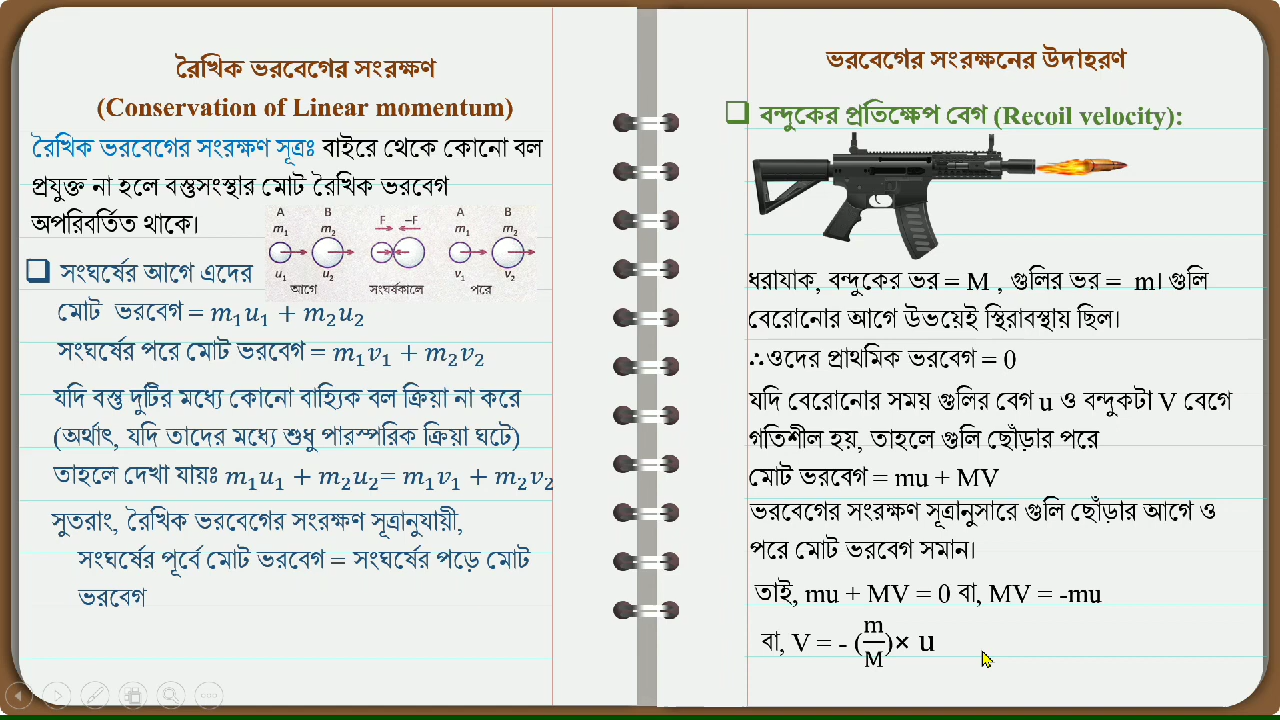 রৈখিক ভরবেগের সংরক্ষণ
(Conservation of Linear momentum)
রৈখিক ভরবেগের সংরক্ষণ সূত্রঃ বাইরে থেকে কোনো বল
প্রযুক্ত না হলে বস্তুসংস্থার মোট রৈখিক ভরবেগ
অপরিবর্তিত থাকে।
A B F –F A B
m₁ m₂ m₁ m₂
u₁ u₂ v₁ v₂
আগে সংঘর্ষকালে পরে
❑ সংঘর্ষের আগে এদের
মোট ভরবেগ = m₁u₁ + m₂u₂
সংঘর্ষের পরে মোট ভরবেগ = m₁v₁ + m₂v₂
যদি বস্তু দুটির মধ্যে কোনো বাহ্যিক বল ক্রিয়া না করে
(অর্থাৎ, যদি তাদের মধ্যে শুধু পারস্পরিক ক্রিয়া ঘটে)
তাহলে দেখা যায়ঃ m₁u₁ + m₂u₂= m₁v₁ + m₂v₂
সুতরাং, রৈখিক ভরবেগের সংরক্ষণ সূত্রানুযায়ী,
সংঘর্ষের পূর্বে মোট ভরবেগ = সংঘর্ষের পড়ে মোট
ভরবেগ
ভরবেগের সংরক্ষনের উদাহরণ
❑ বন্দুকের প্রতিক্ষেপ বেগ (Recoil velocity):
ধরাযাক, বন্দুকের ভর = M , গুলির ভর = m। গুলি
বেরোনোর আগে উভয়েই স্থিরাবস্থায় ছিল।
∴ওদের প্রাথমিক ভরবেগ = 0
যদি বেরোনোর সময় গুলির বেগ u ও বন্দুকটা V বেগে
গতিশীল হয়, তাহলে গুলি ছোঁড়ার পরে
মোট ভরবেগ = mu + MV
ভরবেগের সংরক্ষণ সূত্রানুসারে গুলি ছোঁড়ার আগে ও
পরে মোট ভরবেগ সমান।
তাই, mu + MV = 0 বা, MV = -mu
বা, V = - (m/M)× u